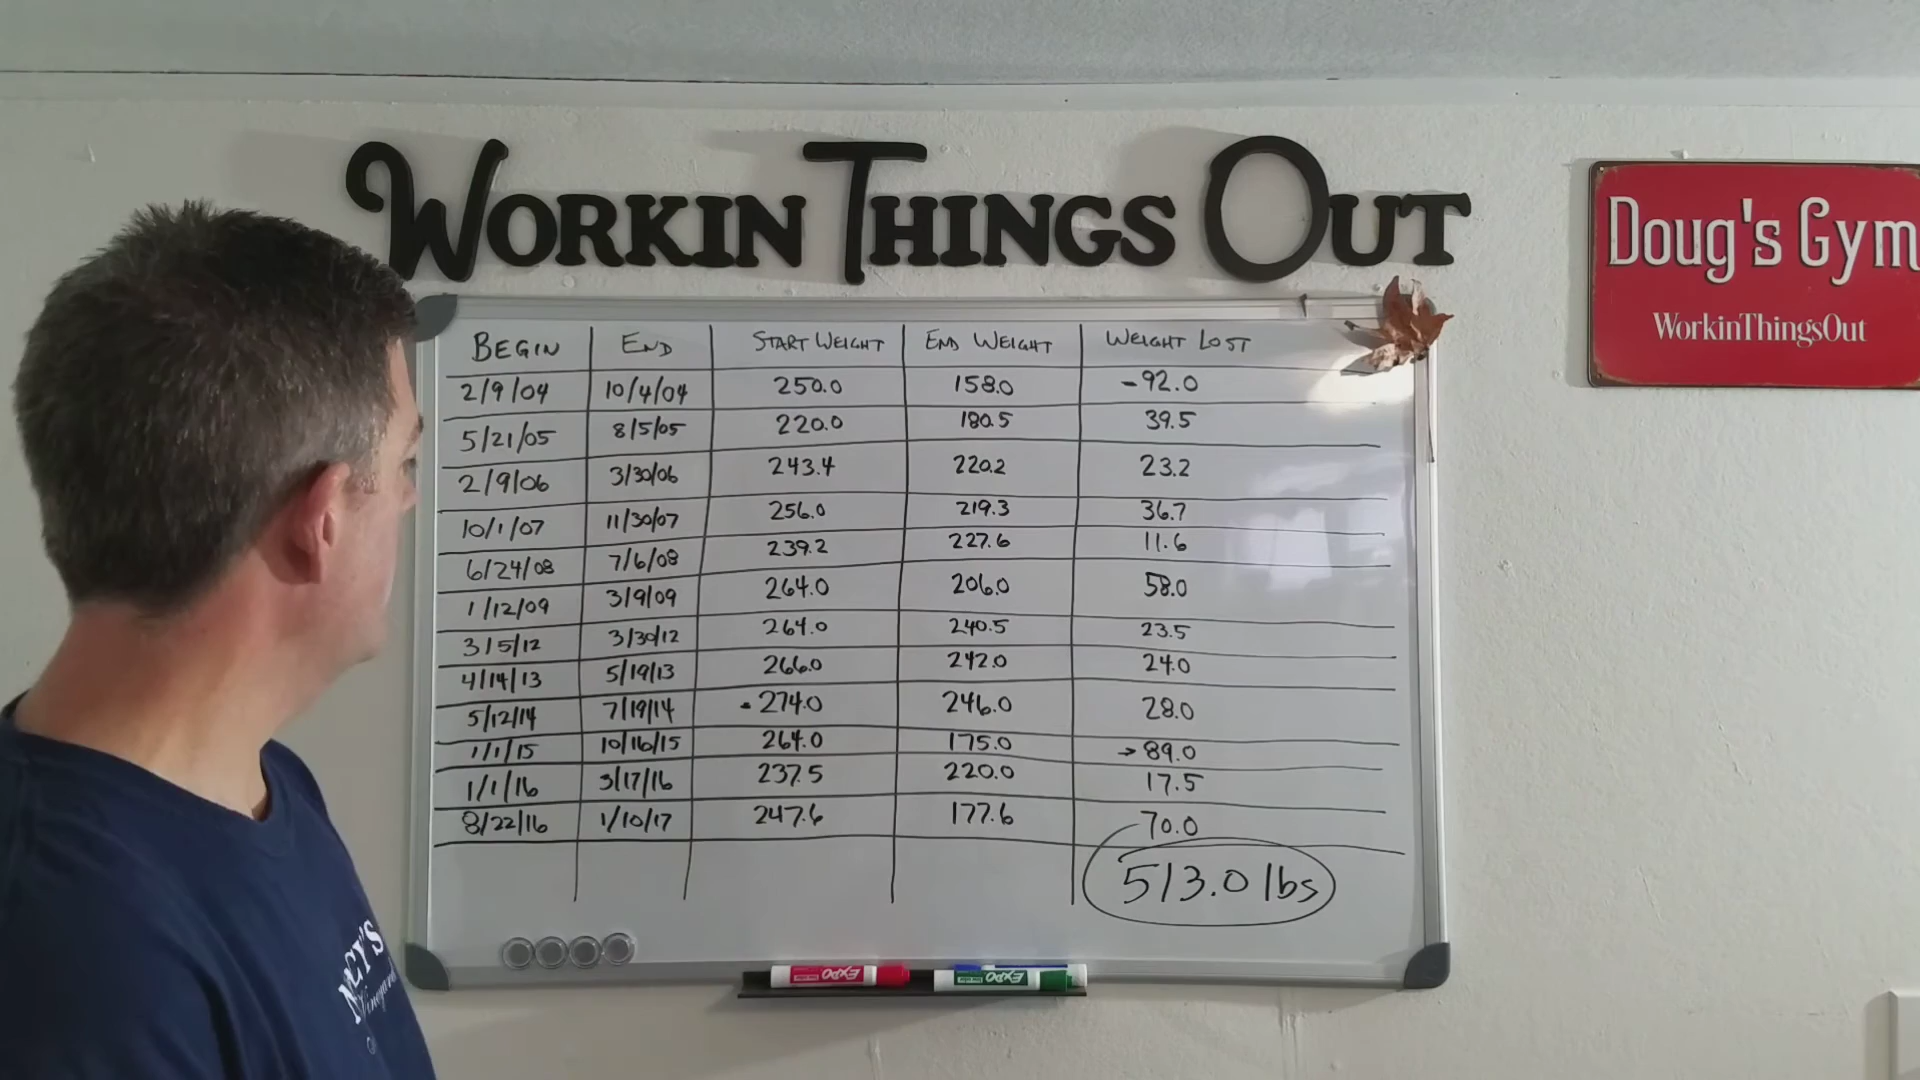 WORKIN THINGS OUT
Doug's Gym
WorkinThingsOut
BEGIN END START WEIGHT END WEIGHT WEIGHT LOST
2/9/04 10/4/04 250.0 158.0 -92.0
5/21/05 8/5/05 220.0 180.5 39.5
2/9/06 3/30/06 243.4 220.2 23.2
10/1/07 11/30/07 256.0 219.3 36.7
6/24/08 7/6/08 239.2 227.6 11.6
1/12/09 3/9/09 264.0 206.0 58.0
3/5/12 3/30/12 264.0 240.5 23.5
4/14/13 5/19/13 266.0 242.0 24.0
5/12/14 7/19/14 274.0 246.0 28.0
1/1/15 10/16/15 264.0 175.0 →89.0
1/1/16 3/17/16 237.5 220.0 17.5
8/22/16 1/10/17 247.6 177.6 70.0
513.0 lbs
EXPO EXPO